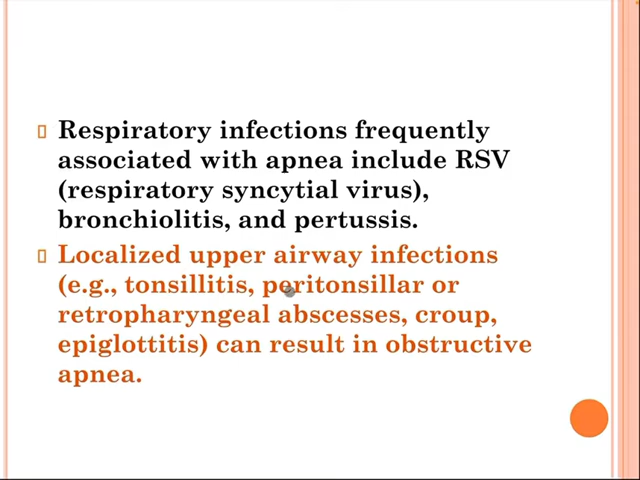 Respiratory infections frequently
associated with apnea include RSV
(respiratory syncytial virus),
bronchiolitis, and pertussis.
Localized upper airway infections
(e.g., tonsillitis, peritonsillar or
retropharyngeal abscesses, croup,
epiglottitis) can result in obstructive
apnea.